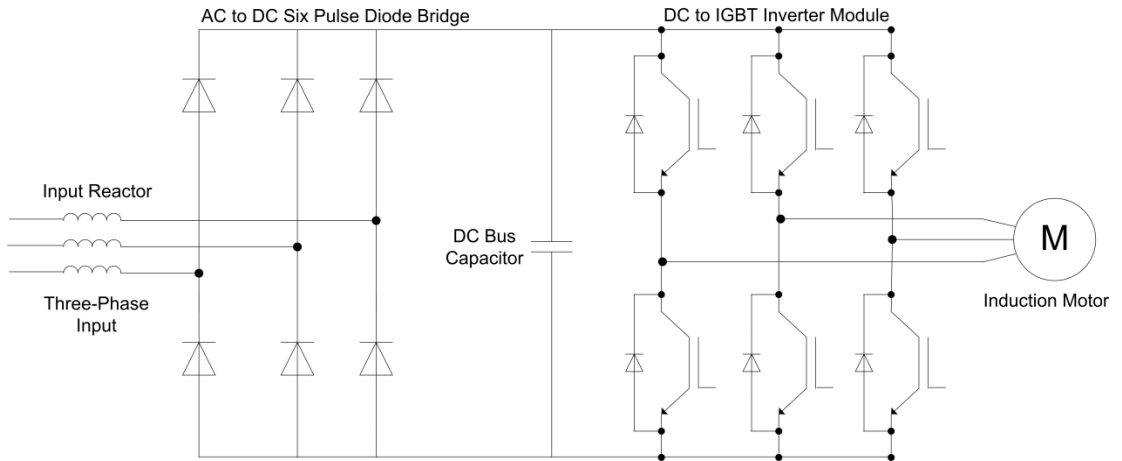 AC to DC Six Pulse Diode Bridge
DC to IGBT Inverter Module
Input Reactor
DC Bus
Capacitor
M
Three-Phase
Input
Induction Motor